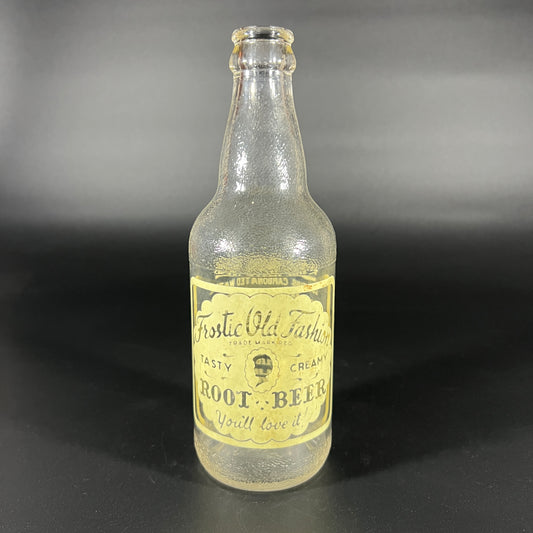 CARBONATED
Frostie Old Fashion
TRADE MARK REG.
TASTY CREAMY
ROOT BEER
You'll love it!